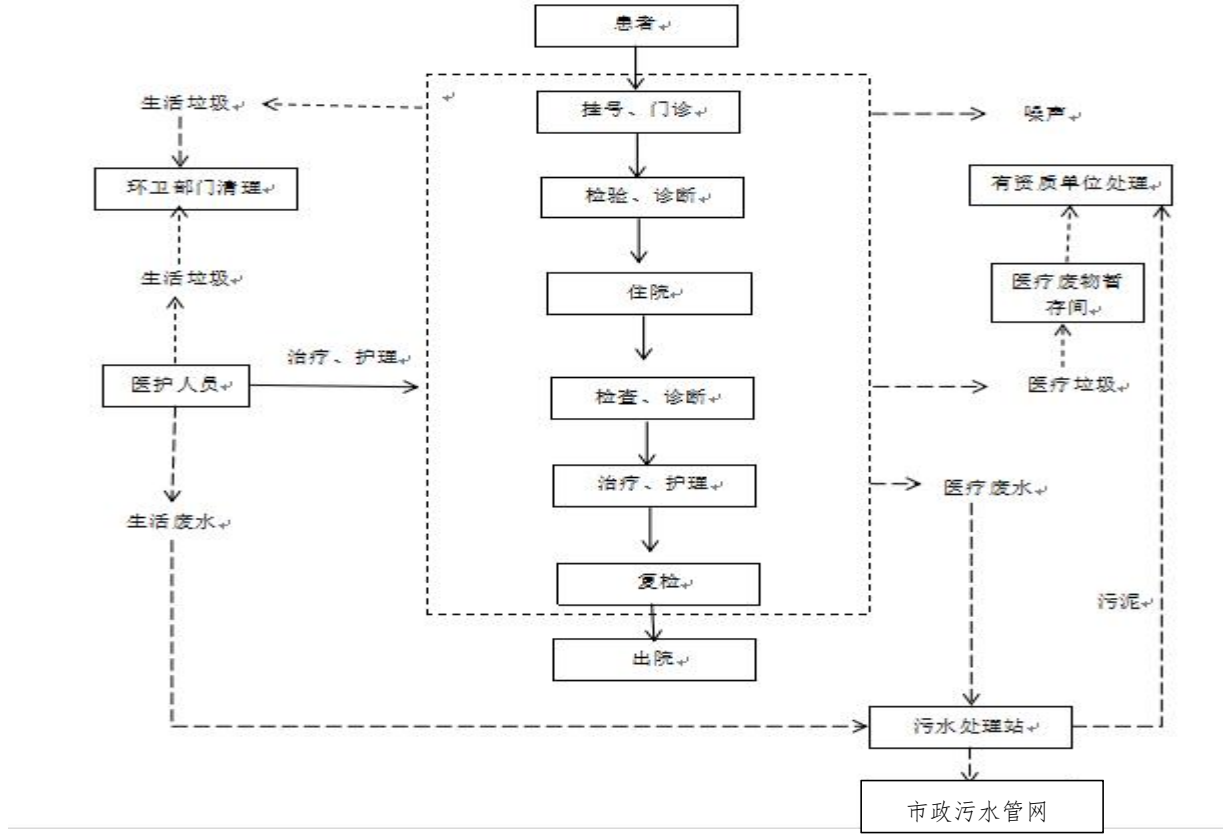 患者
生活垃圾
挂号、门诊
噪声
环卫部门清理
检验、诊断
有资质单位处理
生活垃圾
住院
医疗废物暂
存间
治疗、护理
医护人员
检查、诊断
医疗垃圾
治疗、护理
医疗废水
生活废水
复检
污泥
出院
污水处理站
市政污水管网